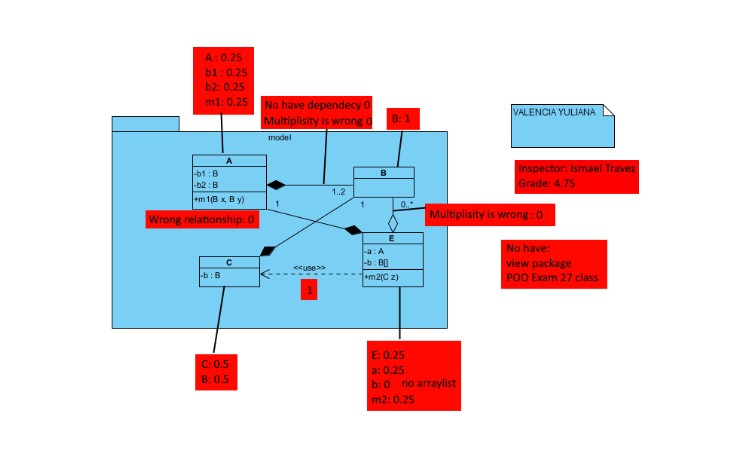 A : 0.25
b1 : 0.25
b2: 0.25
m1: 0.25
No have dependecy 0
Multiplisity is wrong 0
B: 1
VALENCIA YULIANA
model
A
-b1 : B
-b2 : B
+m1(B x, B y)
B
1..2
1
1
0..*
Inspector: Ismael Travez
Grade: 4.75
Wrong relationship: 0
Multiplisity is wrong : 0
E
-a : A
-b : B[]
+m2(C z)
No have:
view package
POO Exam 27 class
C
-b : B
<<use>>
1
C: 0.5
B: 0.5
E: 0.25
a: 0.25
b: 0 no arraylist
m2: 0.25